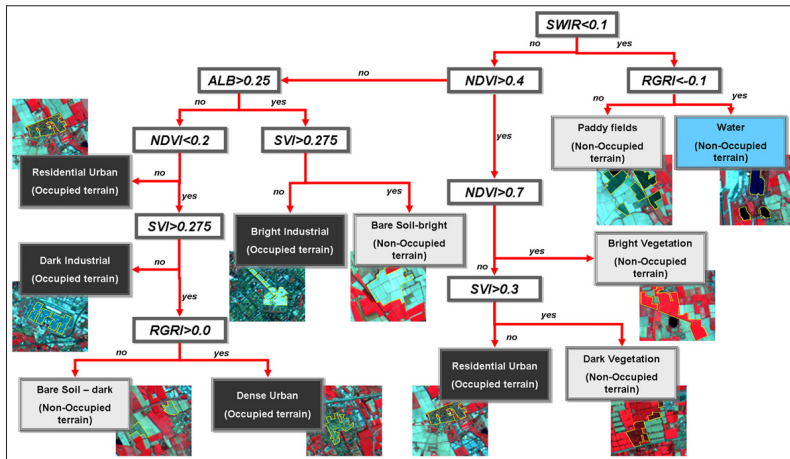 SWIR<0.1
no
yes
ALB>0.25
no
NDVI>0.4
RGRI<-0.1
no
yes
yes
no
yes
NDVI<0.2
SVI>0.275
Paddy fields
(Non-Occupied
terrain)
Water
(Non-Occupied
terrain)
no
Residential Urban
(Occupied terrain)
yes
no
yes
NDVI>0.7
SVI>0.275
Bright Industrial
(Occupied terrain)
Bare Soil-bright
(Non-Occupied
terrain)
yes
Bright Vegetation
(Non-Occupied
terrain)
no
Dark Industrial
(Occupied terrain)
no
yes
SVI>0.3
RGRI>0.0
no
yes
no
yes
Bare Soil – dark
(Non-Occupied
terrain)
Dense Urban
(Occupied terrain)
Residential Urban
(Occupied terrain)
Dark Vegetation
(Non-Occupied
terrain)